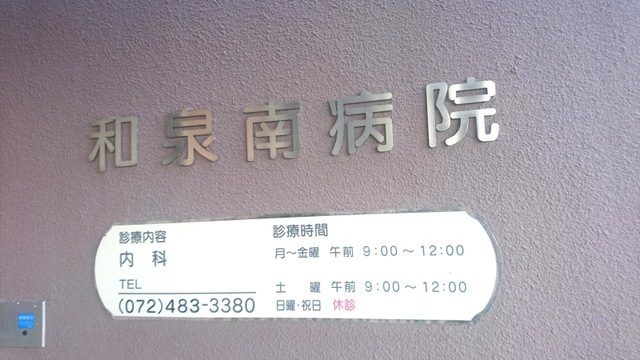 和泉南病院
診療内容
内 科
TEL
(072)483-3380
診療時間
月～金曜 午前 9:00～12:00
土 曜 午前 9:00～12:00
日曜・祝日 休診